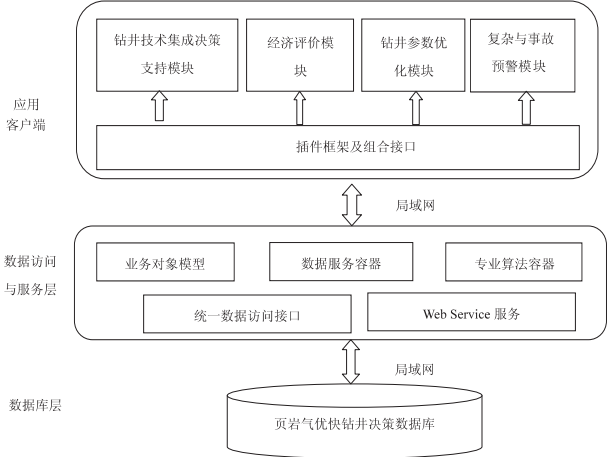 钻井技术集成决策
支持模块
经济评价模
块
钻井参数优
化模块
复杂与事故
预警模块
应用
客户端
插件框架及组合接口
局域网
数据访问
与服务层
业务对象模型
数据服务容器
专业算法容器
统一数据访问接口
Web Service 服务
局域网
数据库层
页岩气优快钻井决策数据库